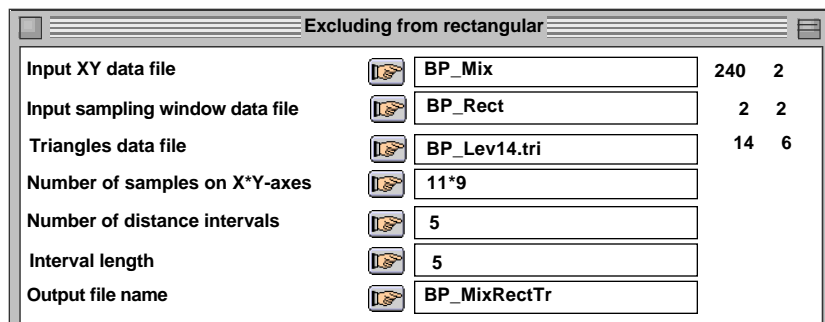 Excluding from rectangular
Input XY data file BP_Mix 240 2
Input sampling window data file BP_Rect 2 2
Triangles data file BP_Lev14.tri 14 6
Number of samples on X*Y-axes 11*9
Number of distance intervals 5
Interval length 5
Output file name BP_MixRectTr